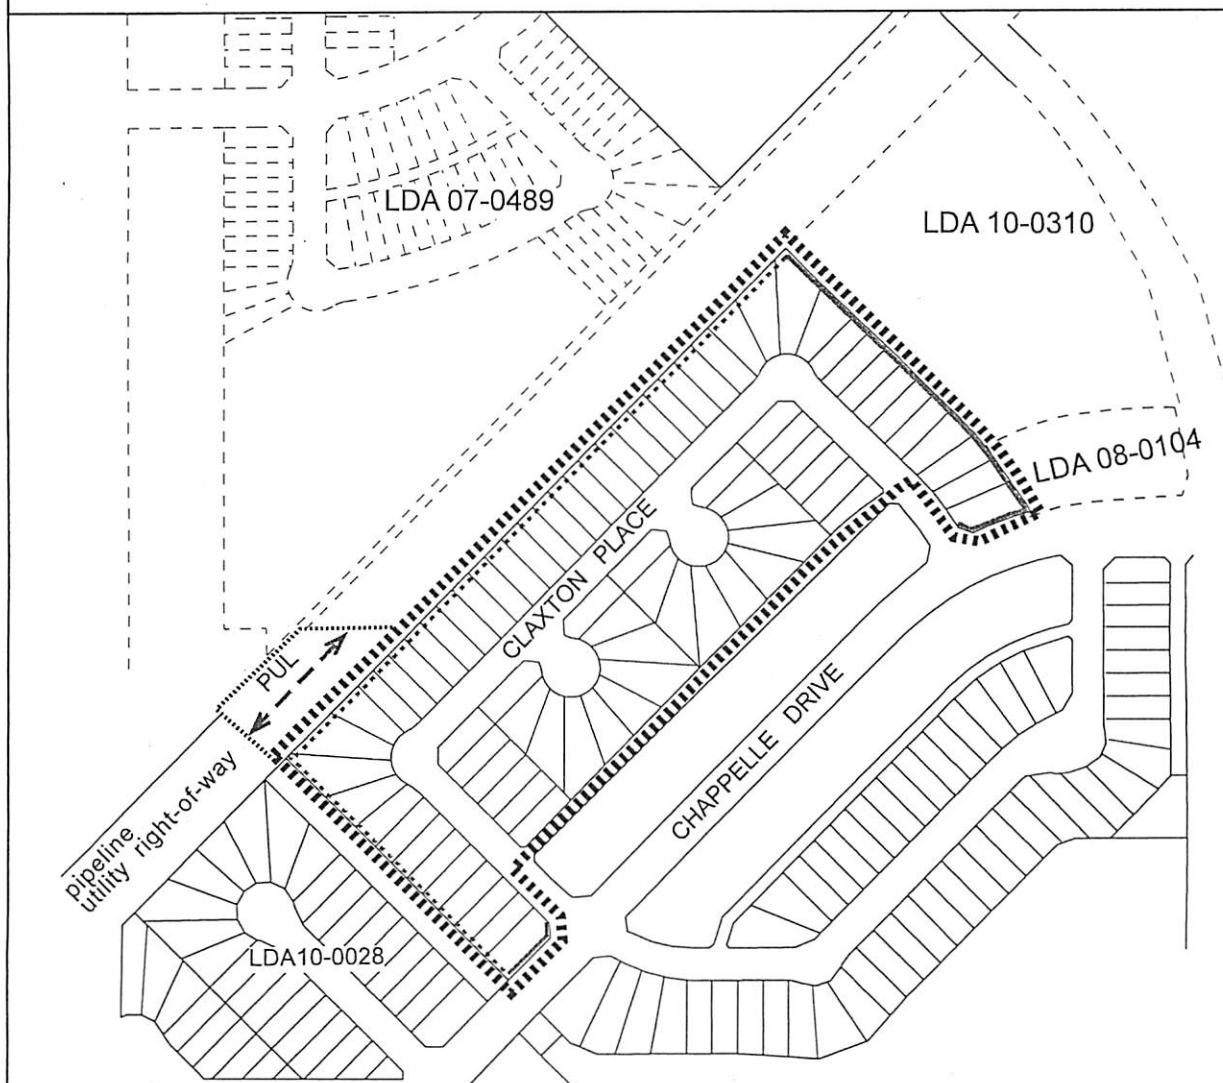 LDA 07-0489
LDA 10-0310
LDA 08-0104
CLAXTON PLACE
PUL
CHAPPELLE DRIVE
pipeline
utility right-of-way
LDA10-0028